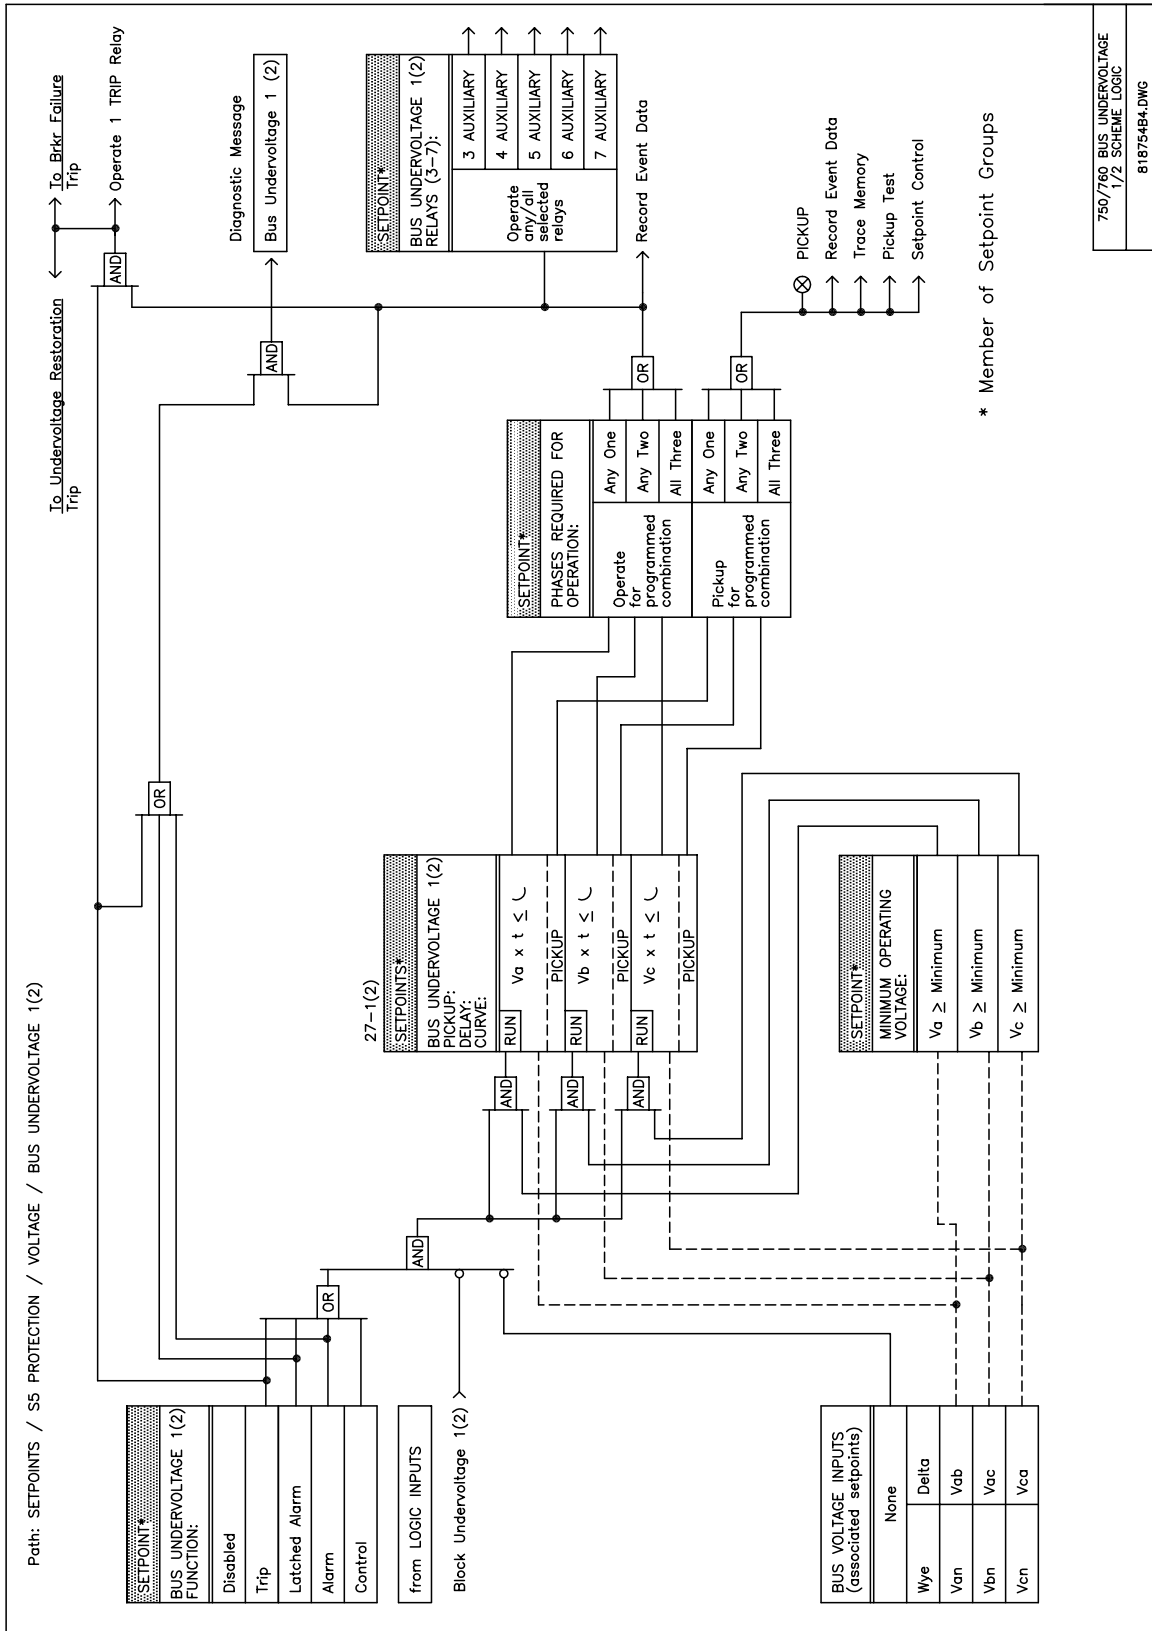 Path: SETPOINTS / S5 PROTECTION / VOLTAGE / BUS UNDERVOLTAGE 1(2)
SETPOINT*
BUS UNDERVOLTAGE 1(2)
FUNCTION:
Disabled
Trip
Latched Alarm
Alarm
Control
from LOGIC INPUTS
Block Undervoltage 1(2)
BUS VOLTAGE INPUTS
(associated setpoints)
None
Wye
Delta
Van
Vab
Vbn
Vac
Vcn
Vca
OR
AND
OR
27-1(2)
SETPOINTS*
BUS UNDERVOLTAGE 1(2)
PICKUP:
DELAY:
CURVE:
AND
RUN
Va x t ≤
PICKUP
AND
RUN
Vb x t ≤
PICKUP
AND
RUN
Vc x t ≤
PICKUP
SETPOINT*
MINIMUM OPERATING
VOLTAGE:
Va ≥ Minimum
Vb ≥ Minimum
Vc ≥ Minimum
SETPOINT*
PHASES REQUIRED FOR
OPERATION:
Operate
for
programmed
combination
Any One
Any Two
All Three
Pickup
for
programmed
combination
Any One
Any Two
All Three
OR
OR
AND
AND
To Undervoltage Restoration
Trip
To Brkr Failure
Trip
Operate 1 TRIP Relay
Diagnostic Message
Bus Undervoltage 1 (2)
SETPOINT*
BUS UNDERVOLTAGE 1(2)
RELAYS (3-7):
Operate
any/all
selected
relays
3 AUXILIARY
4 AUXILIARY
5 AUXILIARY
6 AUXILIARY
7 AUXILIARY
Record Event Data
PICKUP
Record Event Data
Trace Memory
Pickup Test
Setpoint Control
* Member of Setpoint Groups
750/760 BUS UNDERVOLTAGE
1/2 SCHEME LOGIC
818754B4.DWG